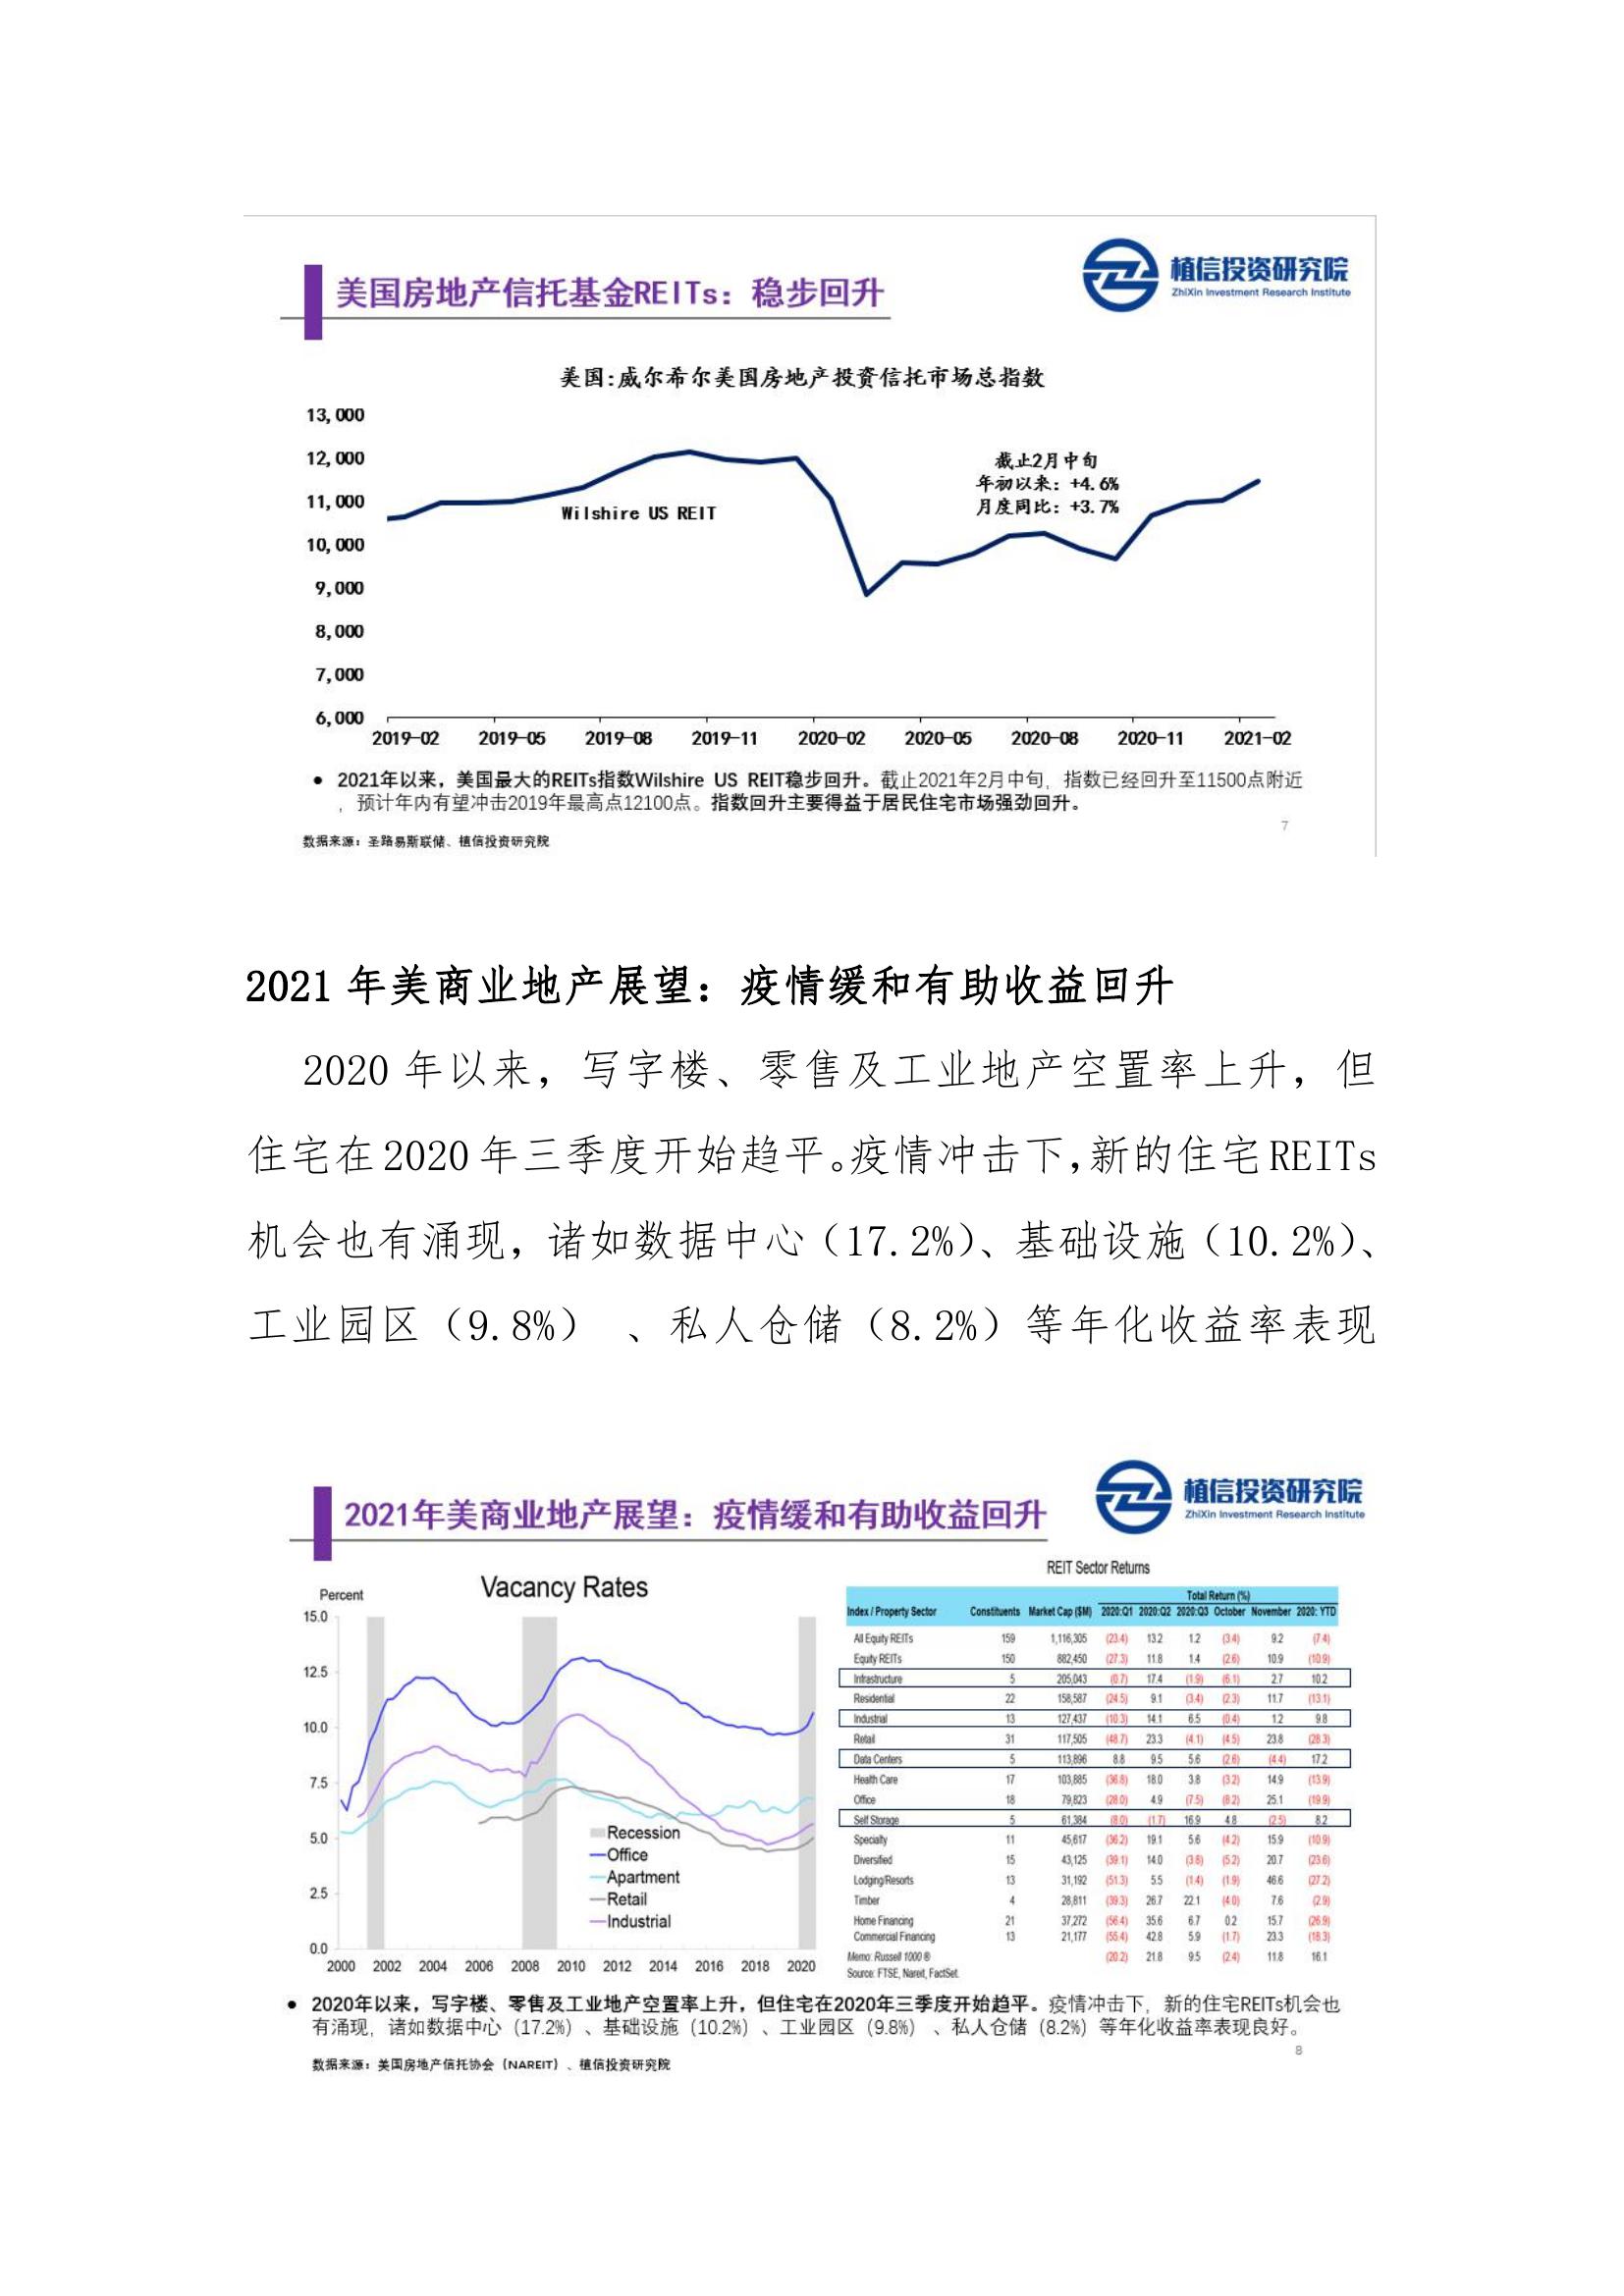 植信投资研究院
ZhiXin Investment Research Institute
美国房地产信托基金REITs：稳步回升
美国:威尔希尔美国房地产投资信托市场总指数
13,000
12,000
11,000
10,000
9,000
8,000
7,000
6,000
截止2月中旬
年初以来：+4.6%
月度同比：+3.7%
Wilshire US REIT
2019-02 2019-05 2019-08 2019-11 2020-02 2020-05 2020-08 2020-11 2021-02
● 2021年以来，美国最大的REITs指数Wilshire US REIT稳步回升。截止2021年2月中旬，指数已经回升至11500点附近
，预计年内有望冲击2019年最高点12100点。指数回升主要得益于居民住宅市场强劲回升。
7
数据来源：圣路易斯联储、植信投资研究院
2021 年美商业地产展望：疫情缓和有助收益回升
2020 年以来，写字楼、零售及工业地产空置率上升，但
住宅在 2020 年三季度开始趋平。疫情冲击下，新的住宅 REITs
机会也有涌现，诸如数据中心（17.2%）、基础设施（10.2%）、
工业园区（9.8%） 、私人仓储（8.2%）等年化收益率表现
植信投资研究院
ZhiXin Investment Research Institute
2021年美商业地产展望：疫情缓和有助收益回升
Vacancy Rates
Percent
15.0
12.5
10.0
7.5
5.0
2.5
0.0
Recession
Office
Apartment
Retail
Industrial
2000 2002 2004 2006 2008 2010 2012 2014 2016 2018 2020
REIT Sector Returns
Total Return (%)
Index / Property Sector Constituents Market Cap ($M) 2020:Q1 2020:Q2 2020:Q3 October November 2020: YTD
All Equity REITs 159 1,116,305 (23.4) 13.2 1.2 (3.4) 9.2 (7.4)
Equity REITs 150 882,450 (27.3) 11.8 1.4 (2.6) 10.9 (10.9)
Infrastructure 5 205,043 (0.7) 17.4 (1.9) (6.1) 2.7 10.2
Residential 22 158,587 (24.5) 9.1 (3.4) (2.3) 11.7 (13.1)
Industrial 13 127,437 (10.3) 14.1 6.5 (0.4) 1.2 9.8
Retail 31 117,505 (48.7) 23.3 (4.1) (4.5) 23.8 (28.3)
Data Centers 5 113,896 8.8 9.5 5.6 (2.6) (4.4) 17.2
Health Care 17 103,885 (36.8) 18.0 3.8 (3.2) 14.9 (13.9)
Office 18 79,823 (28.0) 4.9 (7.5) (8.2) 25.1 (19.9)
Self Storage 5 61,384 (8.0) (1.7) 16.9 4.8 (2.5) 8.2
Specialty 11 45,617 (36.2) 19.1 5.6 (4.2) 15.9 (10.9)
Diversified 15 43,125 (39.1) 14.0 (3.8) (5.2) 20.7 (23.6)
Lodging/Resorts 13 31,192 (51.3) 5.5 (1.4) (1.9) 46.6 (27.2)
Timber 4 28,811 (39.3) 26.7 22.1 (4.0) 7.6 (2.9)
Home Financing 21 37,272 (56.4) 35.6 6.7 0.2 15.7 (26.9)
Commercial Financing 13 21,177 (55.4) 42.8 5.9 (1.7) 23.3 (18.3)
Memo: Russell 1000 ® (20.2) 21.8 9.5 (2.4) 11.8 16.1
Source: FTSE, Nareit, FactSet.
● 2020年以来，写字楼、零售及工业地产空置率上升，但住宅在2020年三季度开始趋平。疫情冲击下，新的住宅REITs机会也
有涌现，诸如数据中心（17.2%）、基础设施（10.2%）、工业园区（9.8%） 、私人仓储（8.2%）等年化收益率表现良好。
8
数据来源：美国房地产信托协会（NAREIT）、植信投资研究院